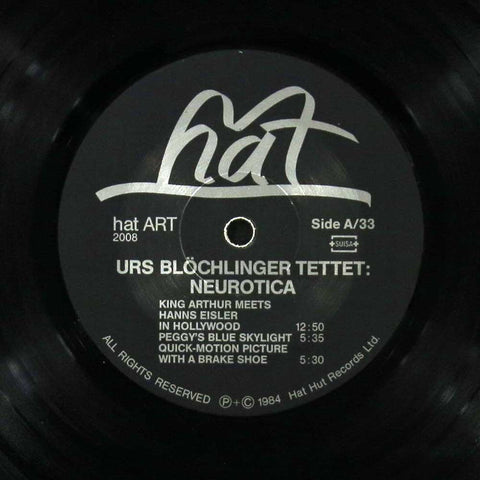 hat
hat ART
2008
Side A/33
SUISA
URS BLÖCHLINGER TETTET:
NEUROTICA
KING ARTHUR MEETS
HANNS EISLER
IN HOLLYWOOD 12:50
PEGGY'S BLUE SKYLIGHT 5:35
QUICK-MOTION PICTURE
WITH A BRAKE SHOE 5:30
ALL RIGHTS RESERVED Ⓟ+© 1984 Hat Hut Records Ltd.